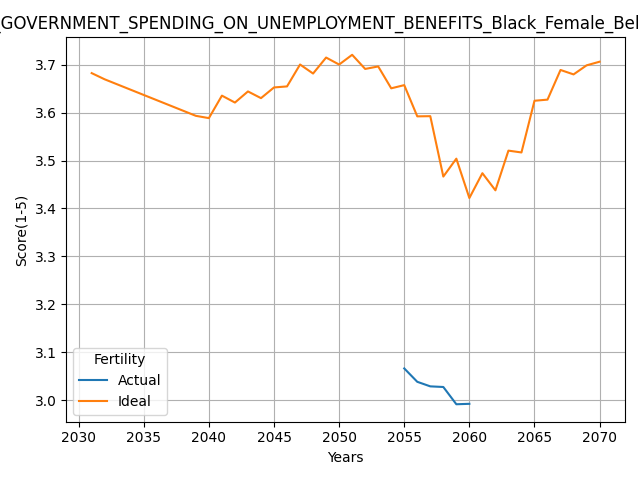 _GOVERNMENT_SPENDING_ON_UNEMPLOYMENT_BENEFITS_Black_Female_Bel
Score(1-5)
3.7
3.6
3.5
3.4
3.3
3.2
3.1
3.0
Fertility
Actual
Ideal
2030 2035 2040 2045 2050 2055 2060 2065 2070
Years